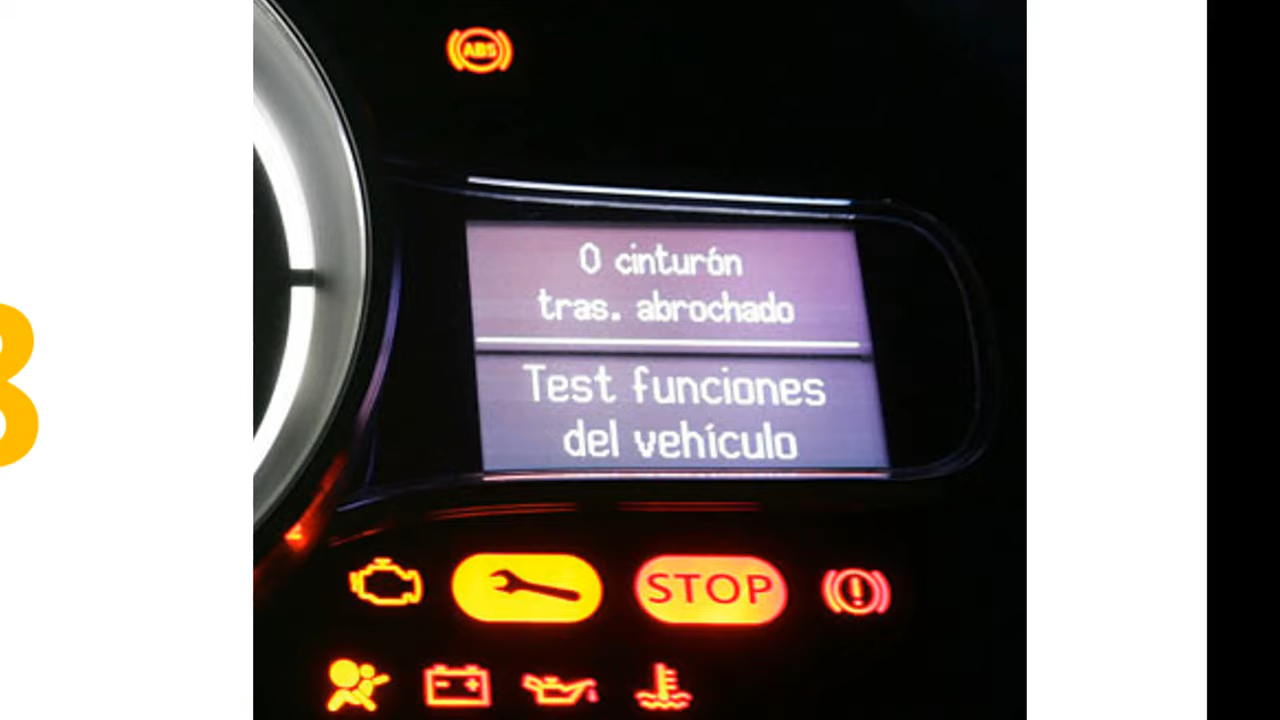 ABS
0 cinturón
tras. abrochado
Test funciones
del vehículo
STOP